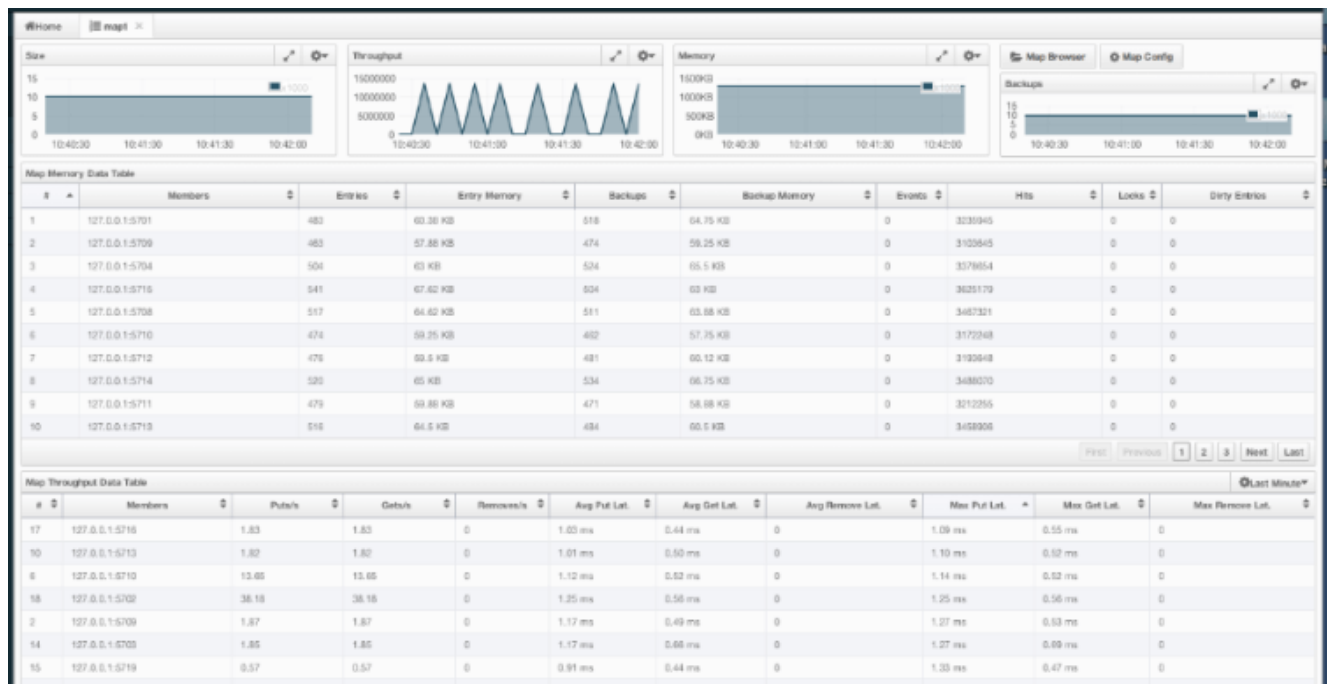 Home mapt ×
Size
15
10
5
0
x1000
10:40:30 10:41:00 10:41:30 10:42:00
Throughput
15000000
10000000
5000000
0
10:40:30 10:41:00 10:41:30 10:42:00
Memory
1500KB
1000KB
500KB
0KB
x1000
10:40:30 10:41:00 10:41:30 10:42:00
Map Browser Map Config
Backups
15
10
5
0
x1000
10:40:30 10:41:00 10:41:30 10:42:00
Map Memory Data Table
# Members Entries Entry Memory Backups Backup Memory Events Hits Locks Dirty Entries
1 127.0.0.1:5701 483 60.38 KB 518 64.75 KB 0 0 0
2 127.0.0.1:5709 463 57.88 KB 474 59.25 KB 0 3103645 0 0
3 127.0.0.1:5704 504 63 KB 524 65.5 KB 0 3378654 0 0
4 541 67.62 KB 504 63 KB 0 3625179 0 0
5 127.0.0.1:5708 517 64.62 KB 511 63.88 KB 0 3467321 0 0
6 127.0.0.1:5710 474 59.25 KB 462 57.75 KB 0 3172248 0 0
7 127.0.0.1:5712 476 59.5 KB 481 60.12 KB 0 0 0
8 127.0.0.1:5714 520 65 KB 534 66.75 KB 0 3488070 0 0
9 127.0.0.1:5711 479 59.88 KB 471 58.88 KB 0 3212255 0 0
10 127.0.0.1:5713 516 64.5 KB 484 60.5 KB 0 0 0
First Previous 1 2 3 Next Last
Map Throughput Data Table Last Minute
# Members Puts/s Gets/s Removes/s Avg Put Lat. Avg Get Lat. Avg Remove Lat. Max Put Lat. Max Get Lat. Max Remove Lat.
17 127.0.0.1:5716 1.83 1.83 0 1.03 ms 0.44 ms 0 1.09 ms 0.55 ms 0
10 127.0.0.1:5713 1.82 1.82 0 1.01 ms 0.50 ms 0 1.10 ms 0.52 ms 0
6 127.0.0.1:5710 13.65 13.65 0 1.12 ms 0.52 ms 0 1.14 ms 0.52 ms 0
18 127.0.0.1:5702 38.18 38.18 0 1.25 ms 0.56 ms 0 1.25 ms 0.56 ms 0
2 127.0.0.1:5709 1.87 1.87 0 1.17 ms 0.49 ms 0 1.27 ms 0.53 ms 0
14 127.0.0.1:5703 1.85 1.85 0 1.17 ms 0.66 ms 0 1.27 ms 0.69 ms 0
15 127.0.0.1:5719 0.57 0.57 0 0.91 ms 0.44 ms 0 1.33 ms 0.47 ms 0